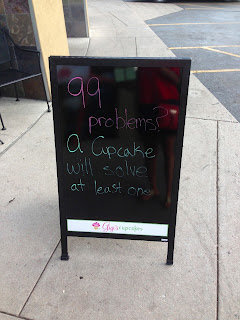 99
problems?
A Cupcake
will solve
at least one
Gigi's cupcakes